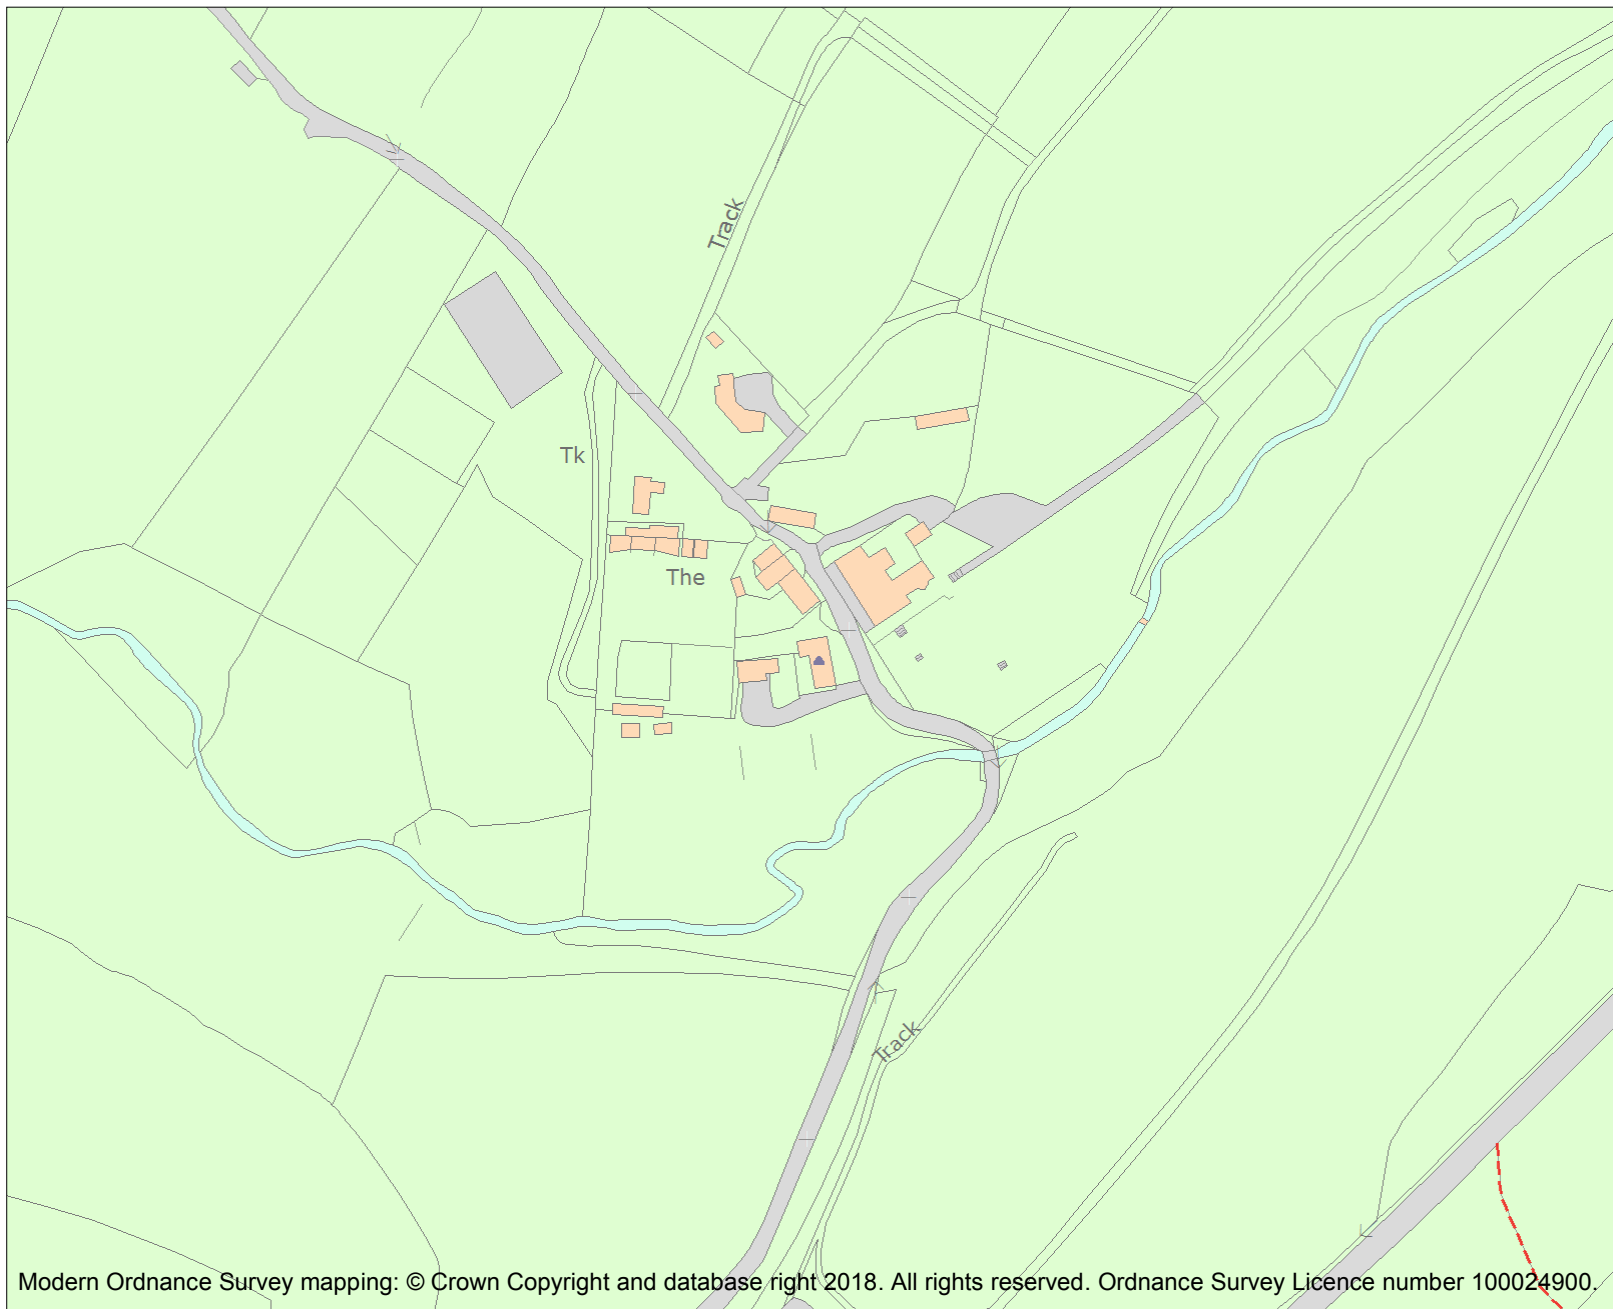 Track
Tk
The
Track
Modern Ordnance Survey mapping: © Crown Copyright and database right 2018. All rights reserved. Ordnance Survey Licence number 100024900.